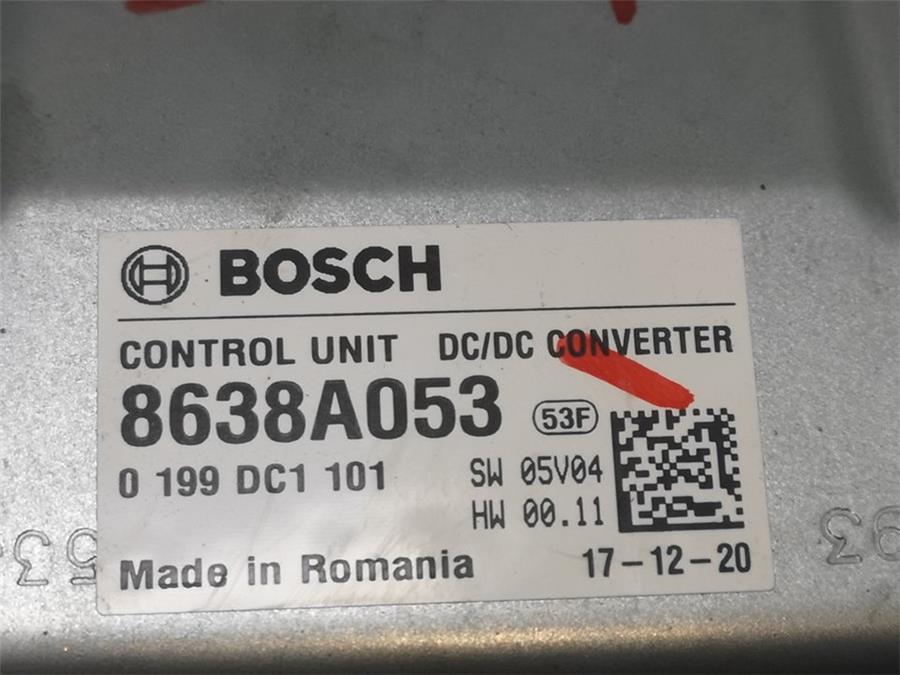 BOSCH
CONTROL UNIT DC/DC CONVERTER
8638A053 53F
0 199 DC1 101 SW 05V04
HW 00.11
Made in Romania 17-12-20